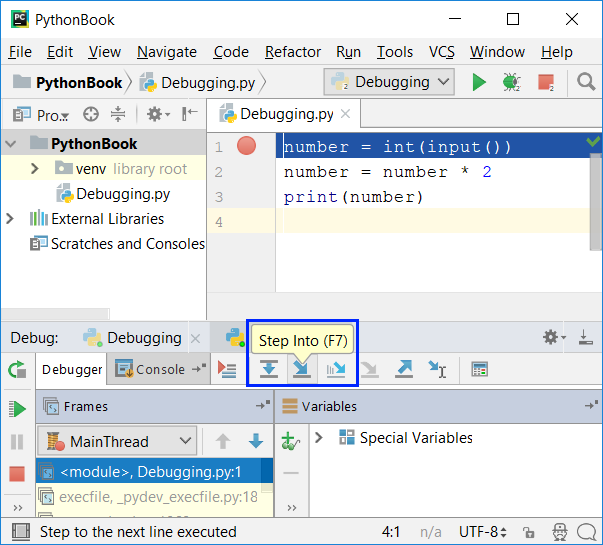 PC PythonBook
File Edit View Navigate Code Refactor Run Tools VCS Window Help
PythonBook Debugging.py Debugging
Pro... Debugging.py
PythonBook
venv library root
Debugging.py
External Libraries
Scratches and Consoles
1 number = int(input())
2 number = number * 2
3 print(number)
4
Debug: Debugging
Step Into (F7)
Debugger Console
Frames Variables
MainThread
Special Variables
<module>, Debugging.py:1
execfile, _pydev_execfile.py:18
Step to the next line executed 4:1 n/a UTF-8